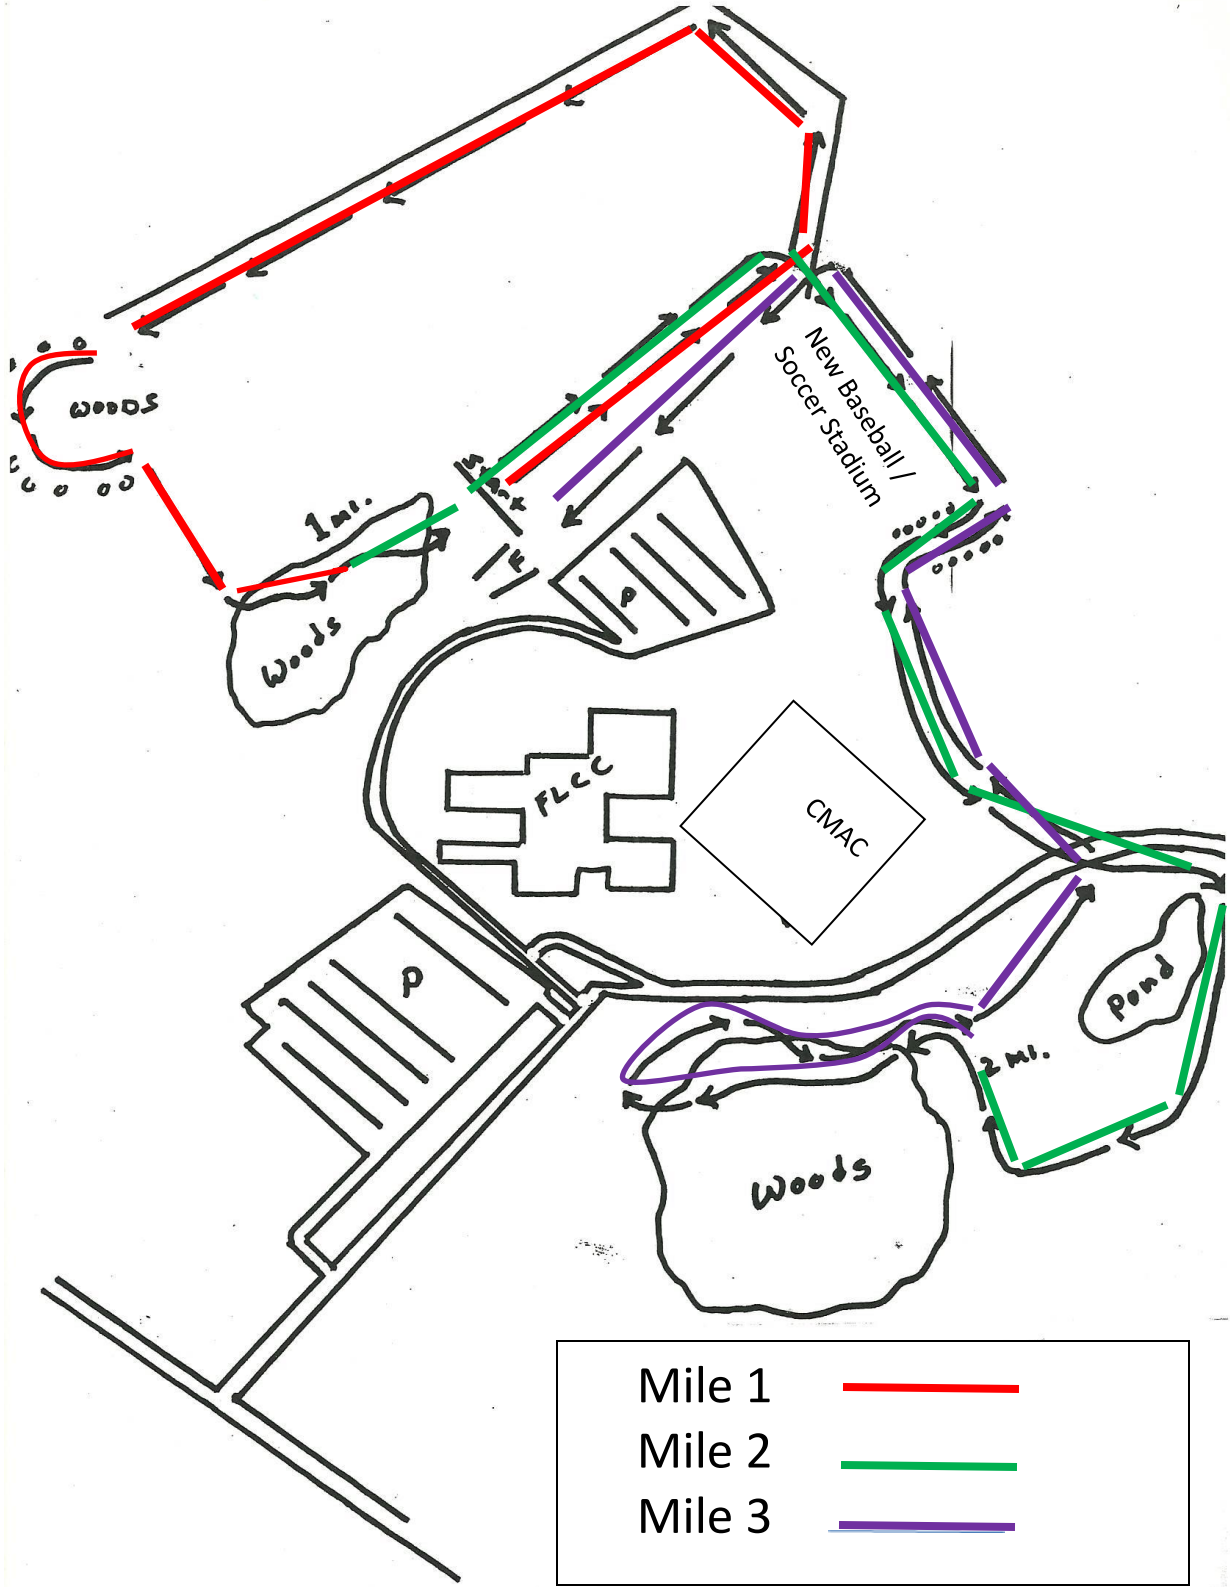 WOODS
New Baseball /
Soccer Stadium
Start
1 mi.
P
Woods
FLCC
CMAC
P
Pond
2 mi.
Woods
Mile 1
Mile 2
Mile 3